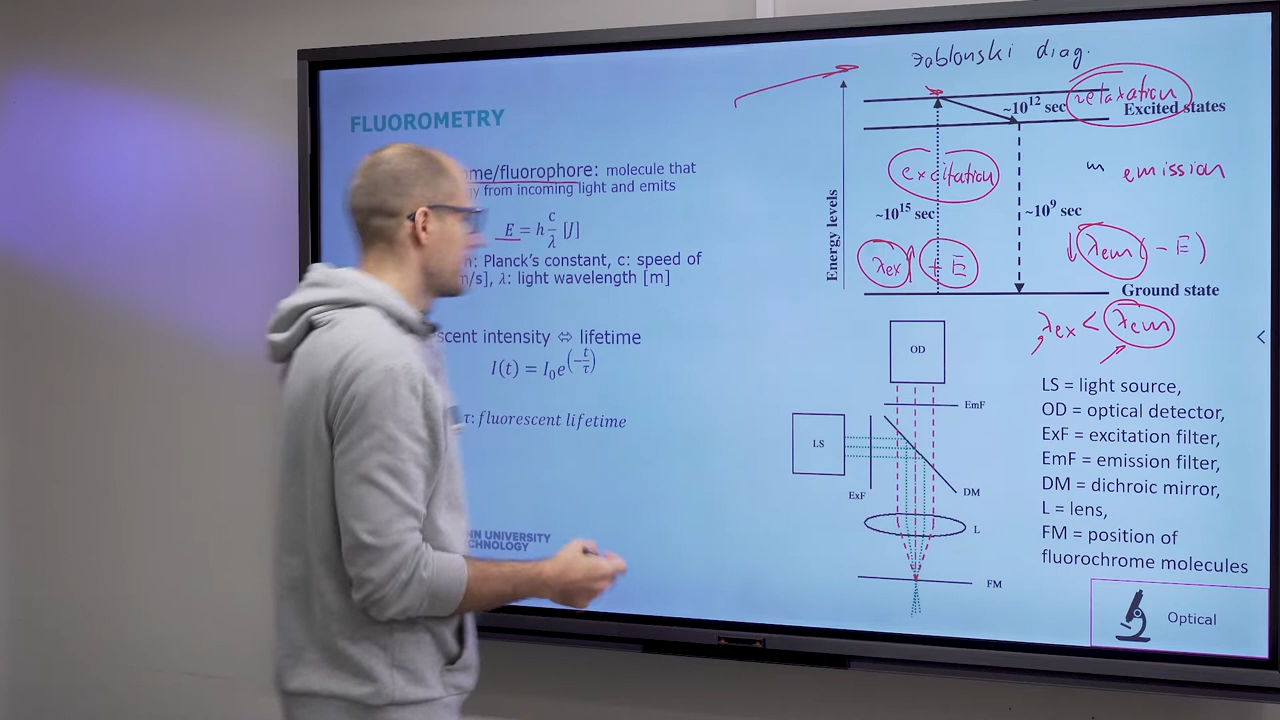 FLUOROMETRY
me/fluorophore: molecule that
y from incoming light and emits
E = h c/λ [J]
n: Planck's constant, c: speed of
m/s], λ: light wavelength [m]
scent intensity ⇔ lifetime
I(t) = I₀e^(−t/τ)
τ: fluorescent lifetime
NN UNIVERSITY
CHNOLOGY
Jablonski diag.
~10¹² sec
relaxation
Excited states
excitation
emission
Energy levels
~10¹⁵ sec
~10⁹ sec
λex ↑ + E
↓ λem (- E)
Ground state
λex < λem
OD
EmF
LS
ExF
DM
L
FM
LS = light source,
OD = optical detector,
ExF = excitation filter,
EmF = emission filter,
DM = dichroic mirror,
L = lens,
FM = position of
fluorochrome molecules
Optical